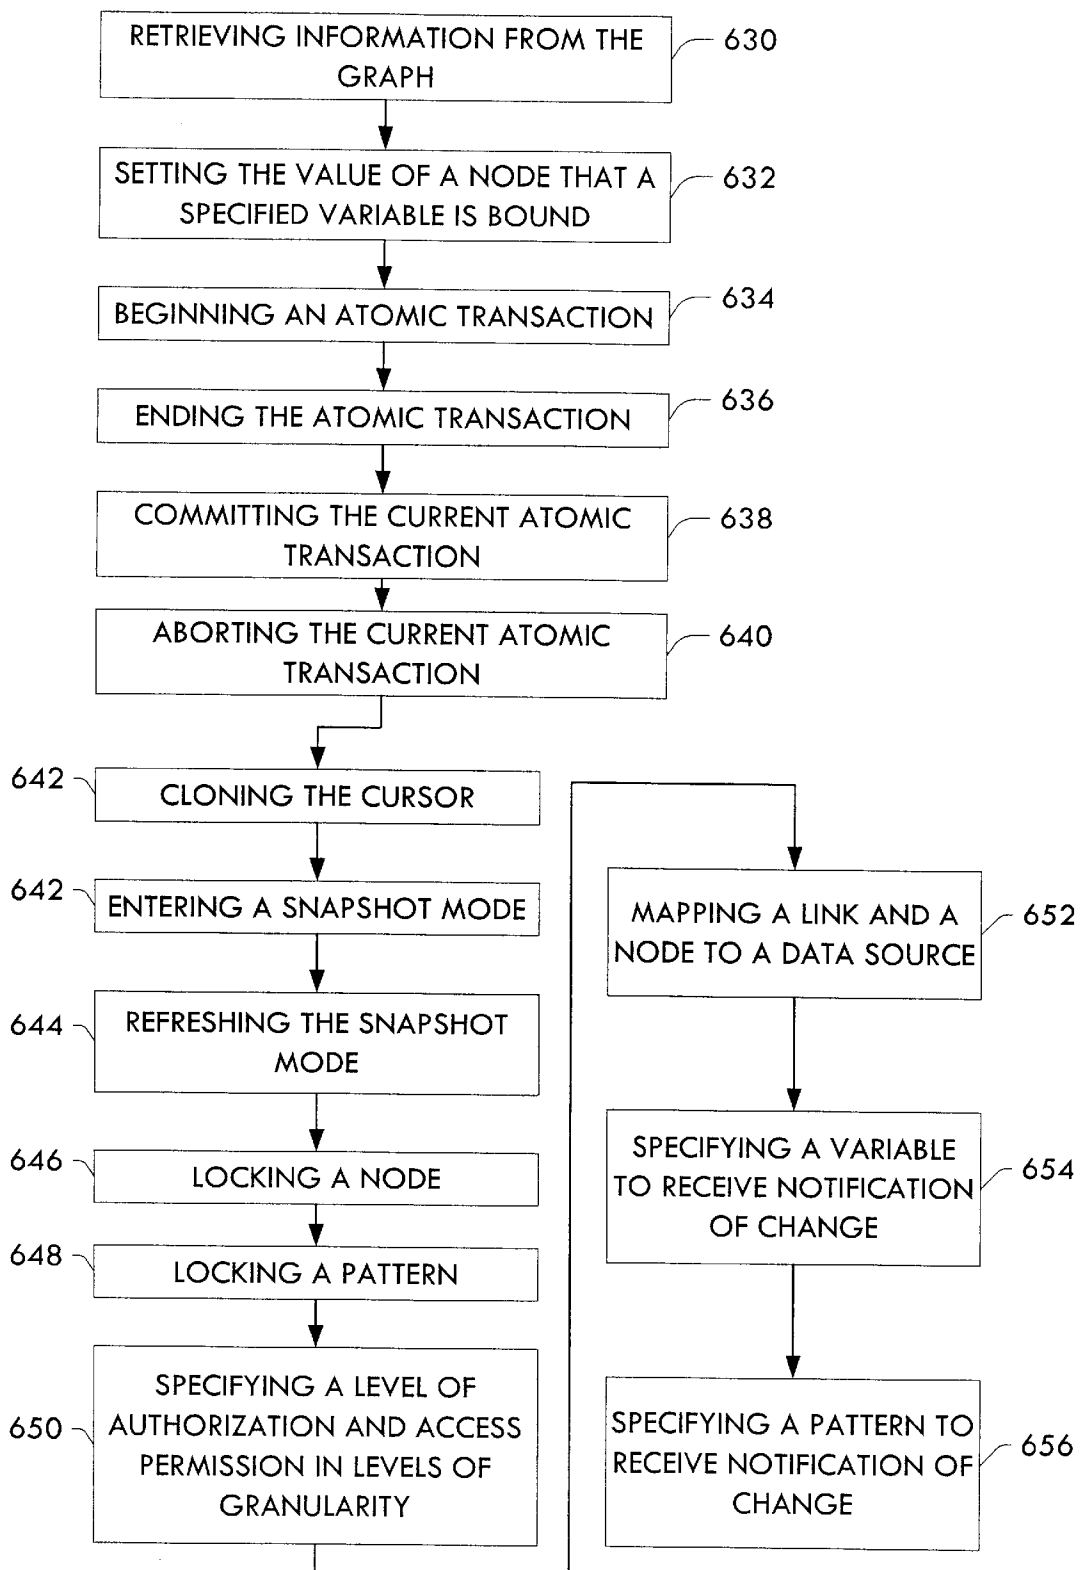 RETRIEVING INFORMATION FROM THE
GRAPH
630
SETTING THE VALUE OF A NODE THAT A
SPECIFIED VARIABLE IS BOUND
632
BEGINNING AN ATOMIC TRANSACTION
634
ENDING THE ATOMIC TRANSACTION
636
COMMITTING THE CURRENT ATOMIC
TRANSACTION
638
ABORTING THE CURRENT ATOMIC
TRANSACTION
640
642
CLONING THE CURSOR
642
ENTERING A SNAPSHOT MODE
644
REFRESHING THE SNAPSHOT
MODE
646
LOCKING A NODE
648
LOCKING A PATTERN
650
SPECIFYING A LEVEL OF
AUTHORIZATION AND ACCESS
PERMISSION IN LEVELS OF
GRANULARITY
MAPPING A LINK AND A
NODE TO A DATA SOURCE
652
SPECIFYING A VARIABLE
TO RECEIVE NOTIFICATION
OF CHANGE
654
SPECIFYING A PATTERN TO
RECEIVE NOTIFICATION OF
CHANGE
656